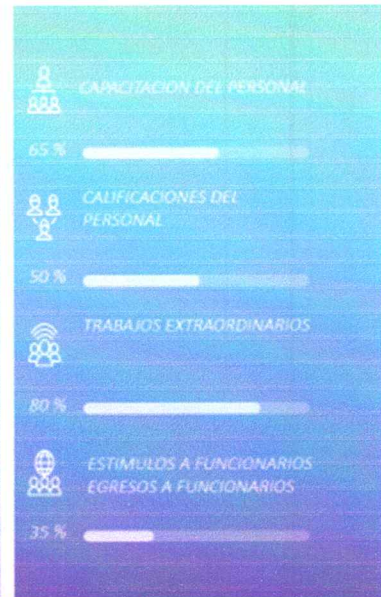 CAPACITACION DEL PERSONAL
65 %
CALIFICACIONES DEL
PERSONAL
50 %
TRABAJOS EXTRAORDINARIOS
80 %
ESTIMULOS A FUNCIONARIOS
EGRESOS A FUNCIONARIOS
35 %